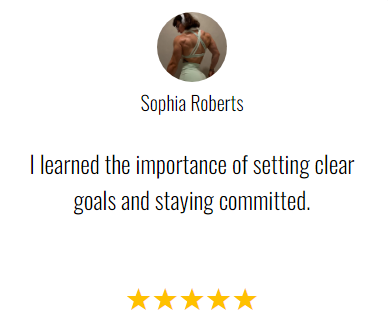 Sophia Roberts
I learned the importance of setting clear
goals and staying committed.